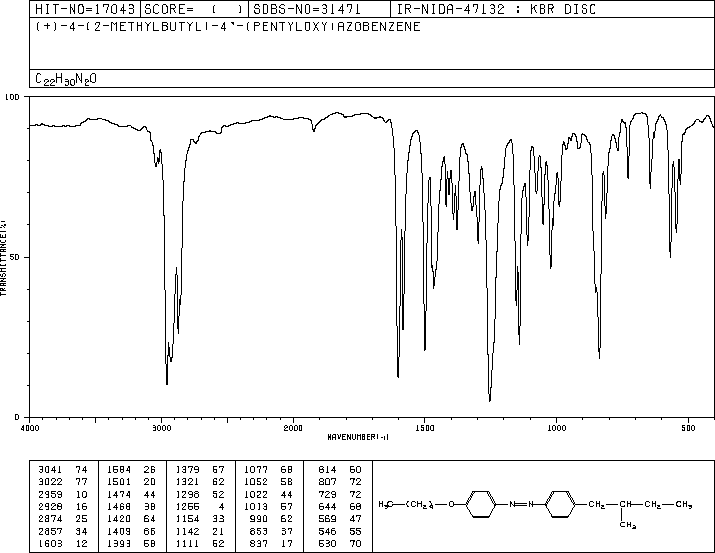 HIT-NO=17043 SCORE= ( ) SDBS-NO=31471 IR-NIDA-47132 : KBR DISC
(+)-4-(2-METHYLBUTYL)-4'-(PENTYLOXY)AZOBENZENE
C22H30N2O
100
50
0
TRANSMITTANCE(%)
4000 3000 2000 1500 1000 500
WAVENUMBER(-1)
3041 74 1584 26 1379 57 1077 68 814 60
3022 77 1501 20 1321 62 1052 58 807 72
2959 10 1474 44 1298 52 1022 44 729 72
2928 16 1468 38 1255 4 1013 57 644 68
2874 25 1420 64 1154 33 990 62 569 47
2857 34 1409 66 1142 21 853 37 546 55
1603 12 1393 58 1111 52 837 17 530 70
H3C-(CH2)4-O N=N CH2-CH-CH2-CH3
CH3